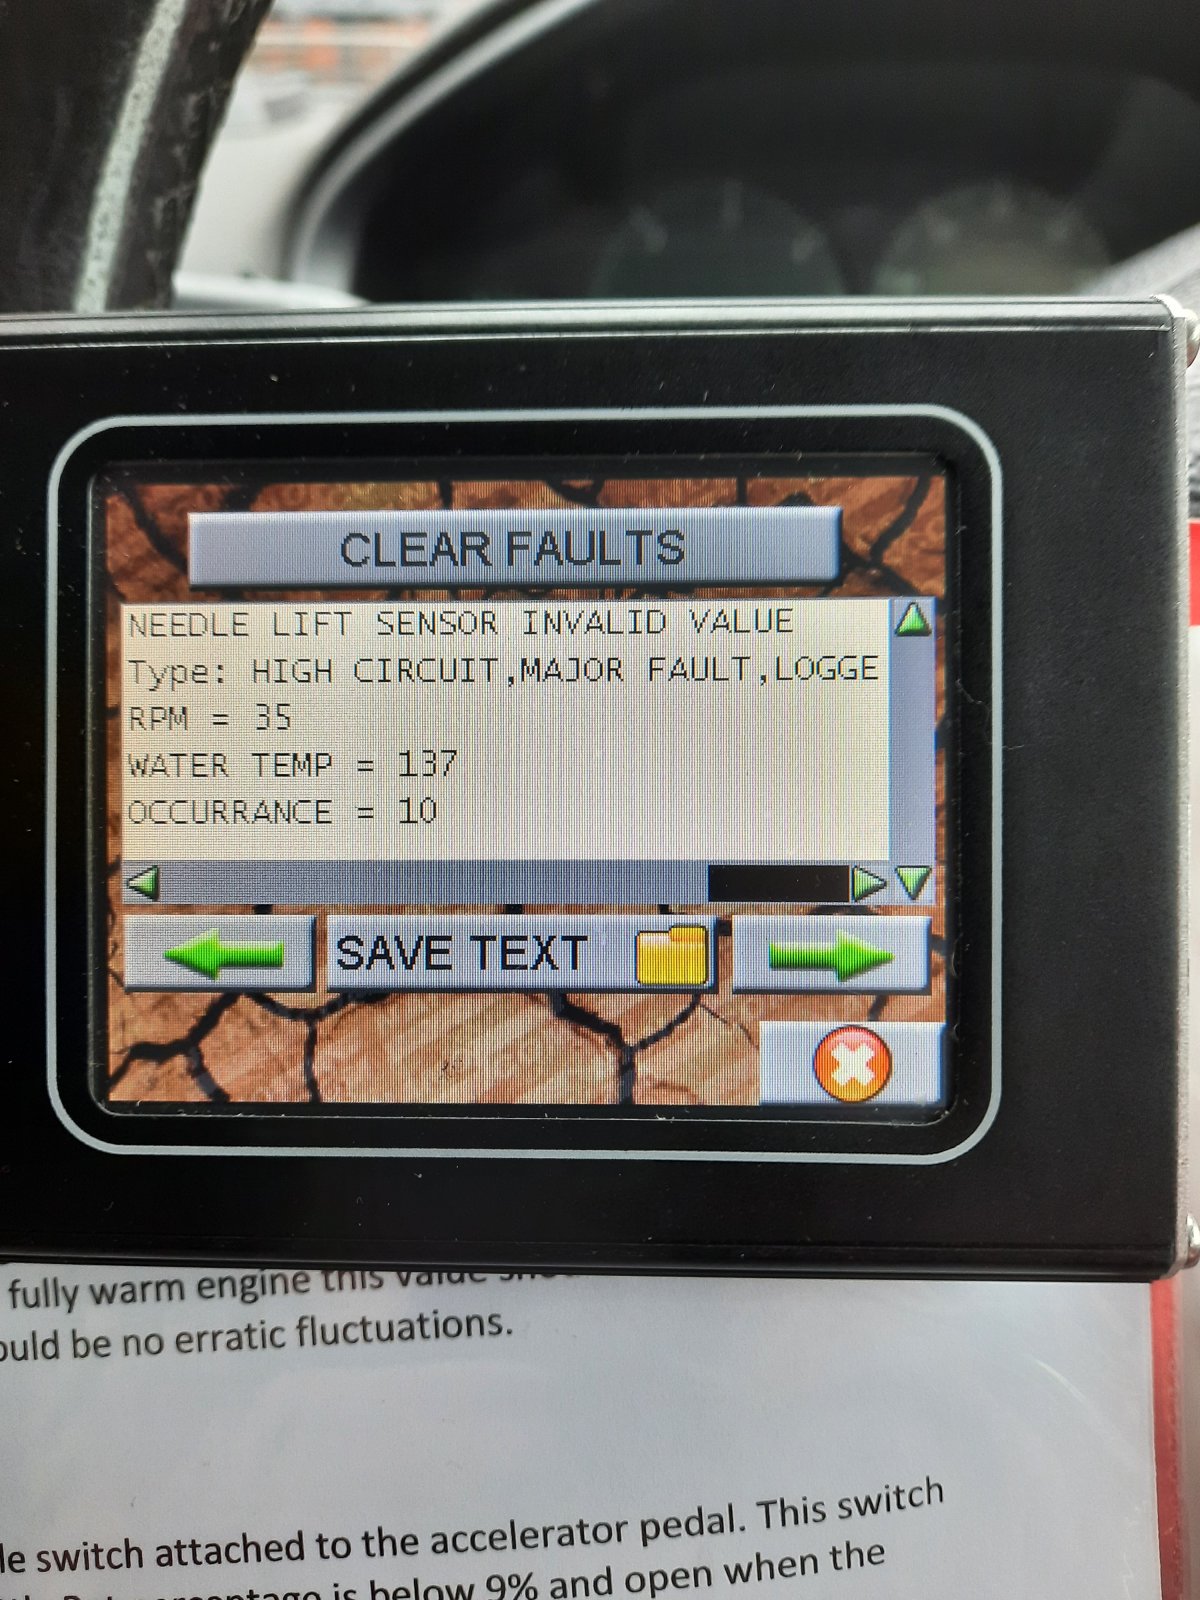 CLEAR FAULTS
NEEDLE LIFT SENSOR INVALID VALUE
Type: HIGH CIRCUIT,MAJOR FAULT,LOGGE
RPM = 35
WATER TEMP = 137
OCCURRANCE = 10
SAVE TEXT
fully warm engine this value
ould be no erratic fluctuations.
le switch attached to the accelerator pedal. This switch
is below 9% and open when the